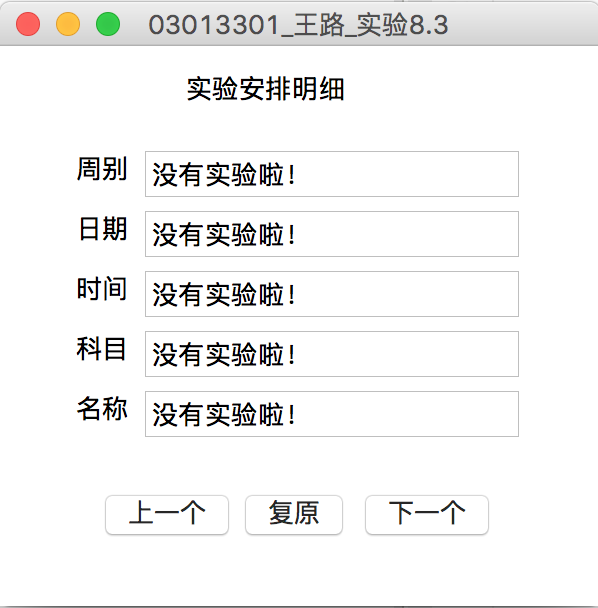 03013301_王路_实验8.3
实验安排明细
周别 没有实验啦!
日期 没有实验啦!
时间 没有实验啦!
科目 没有实验啦!
名称 没有实验啦!
上一个 复原 下一个